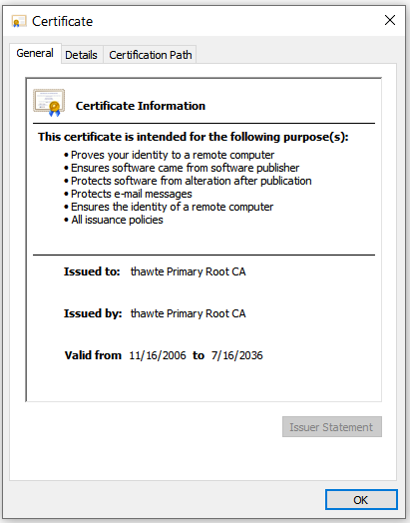 Certificate
General Details Certification Path
Certificate Information
This certificate is intended for the following purpose(s):
• Proves your identity to a remote computer
• Ensures software came from software publisher
• Protects software from alteration after publication
• Protects e-mail messages
• Ensures the identity of a remote computer
• All issuance policies
Issued to: thawte Primary Root CA
Issued by: thawte Primary Root CA
Valid from 11/16/2006 to 7/16/2036
Issuer Statement
OK